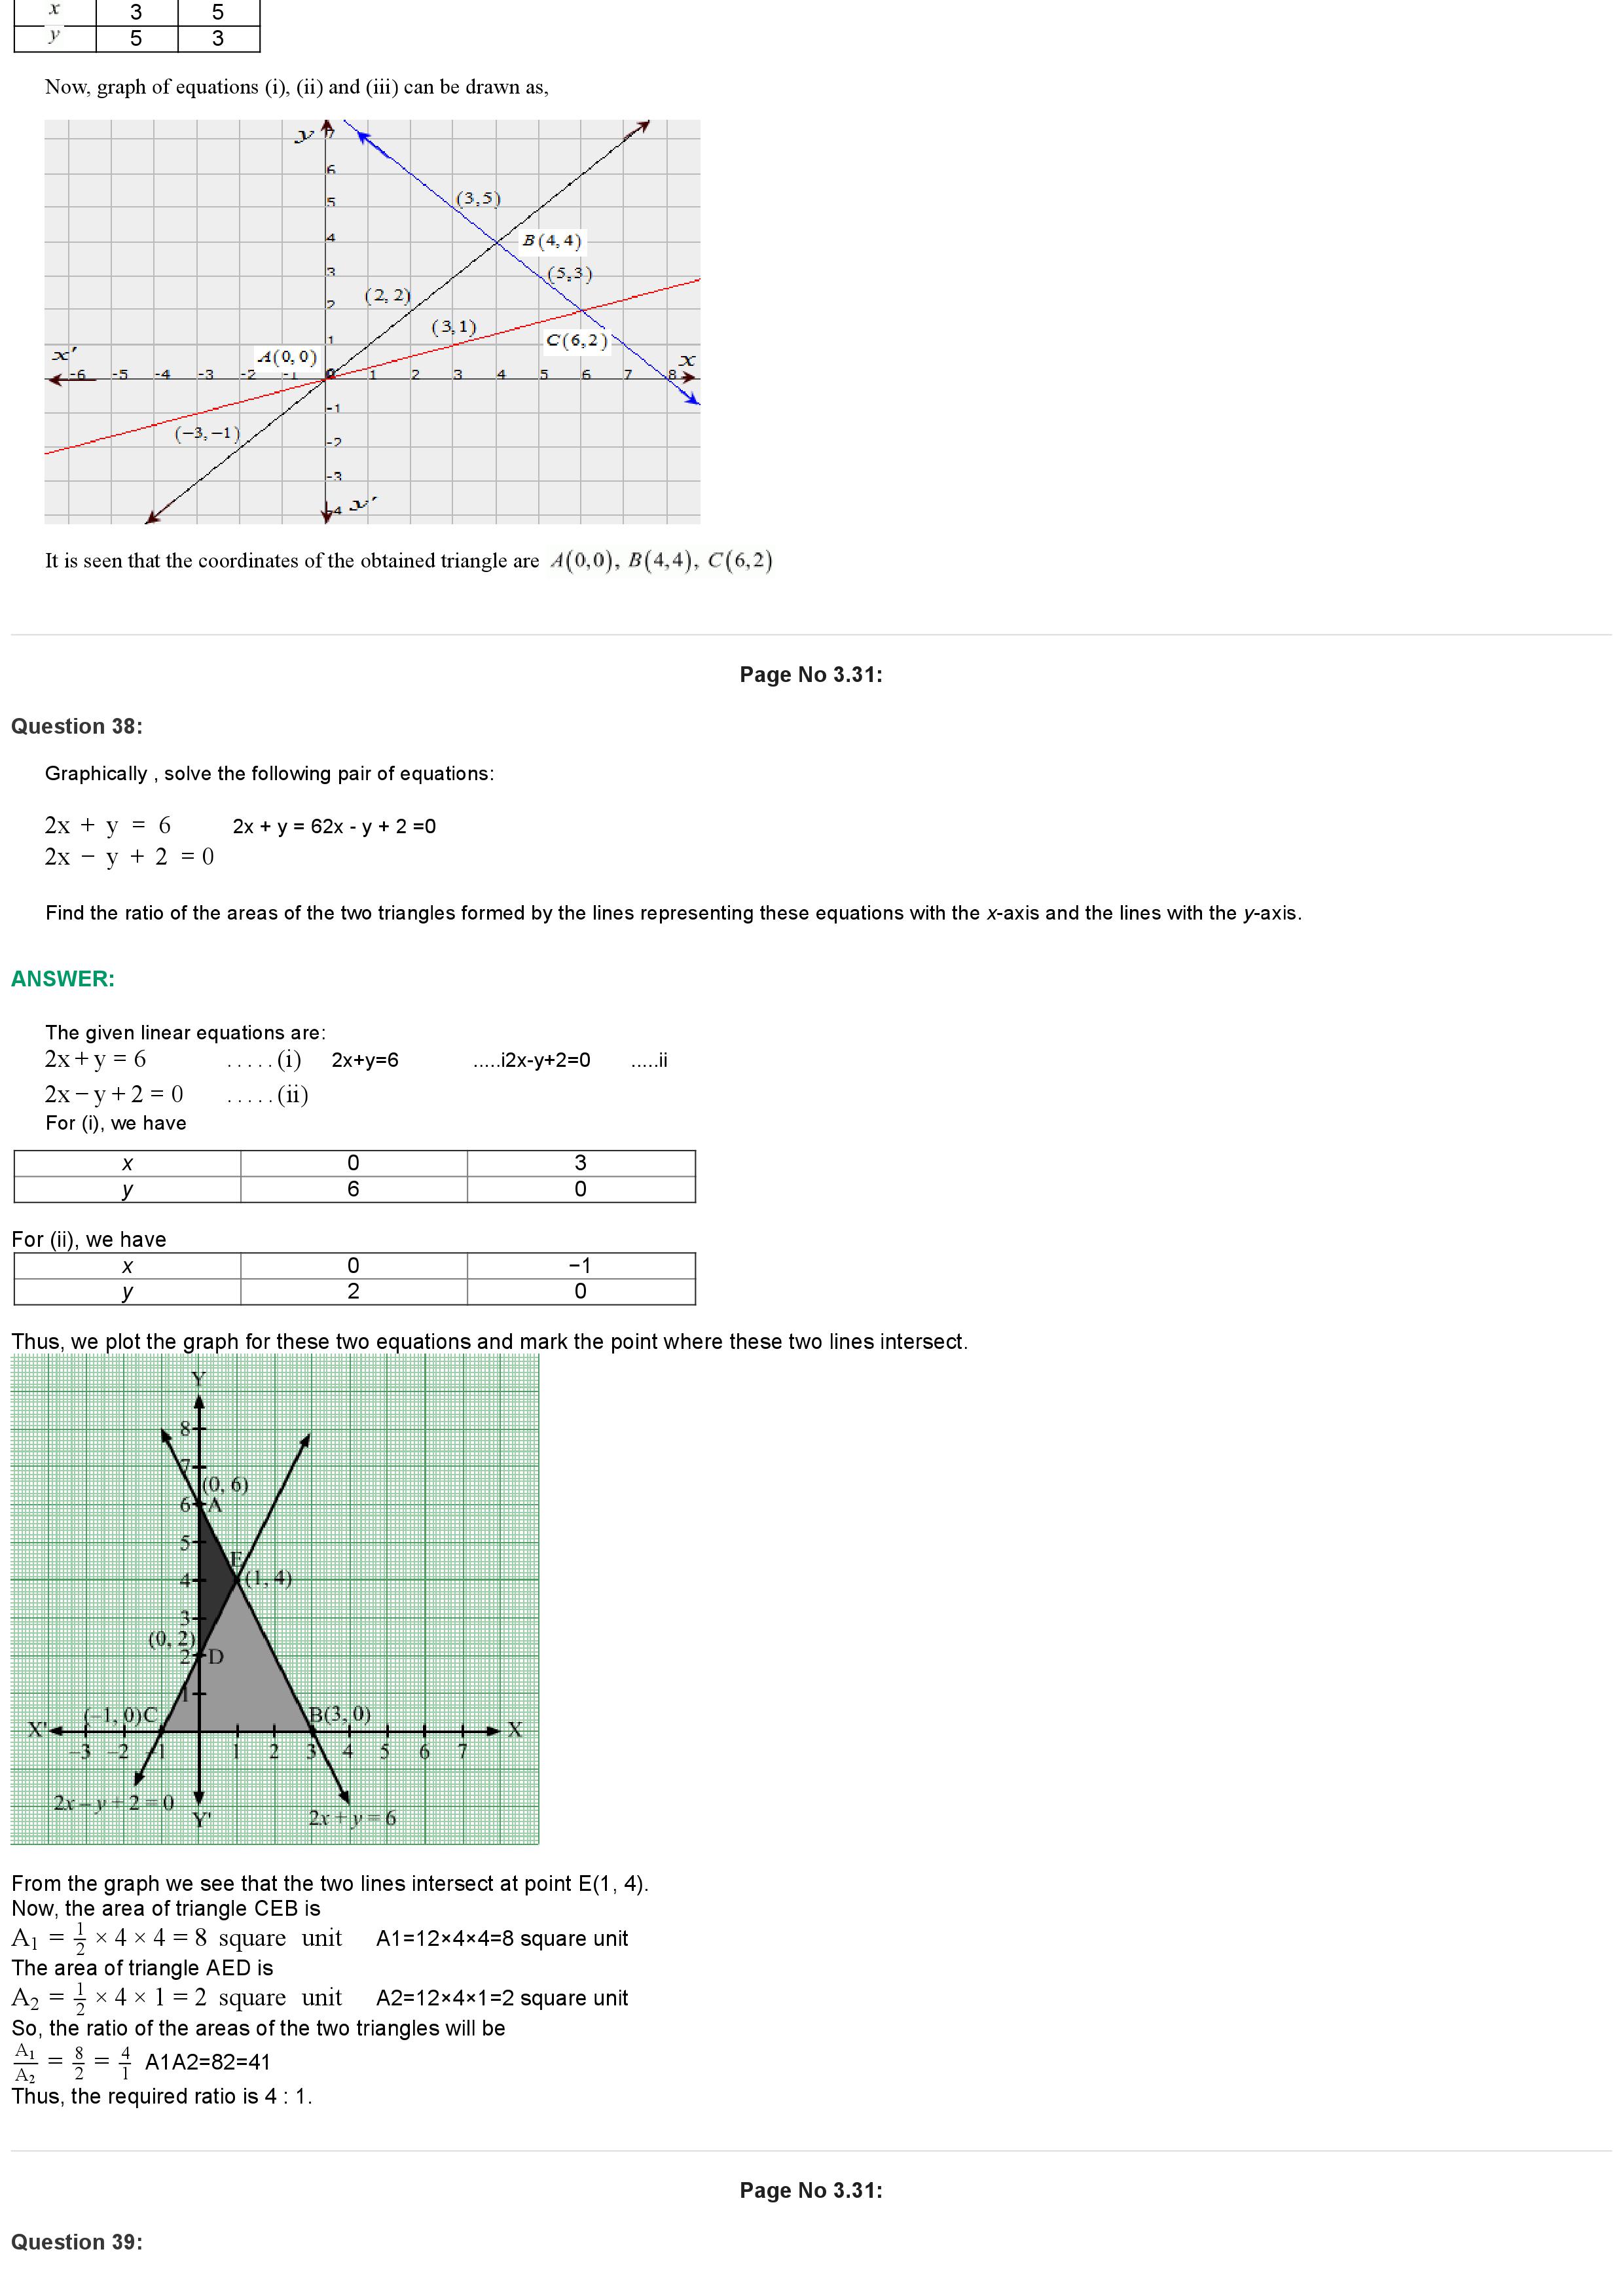 x 3 5
y 5 3
Now, graph of equations (i), (ii) and (iii) can be drawn as,
y 7
6
5 (3,5)
4 B(4,4)
3 (5,3)
2 (2,2)
(3,1)
1 C(6,2)
x′ A(0,0) x
-6 -5 -4 -3 -2 -1 0 1 2 3 4 5 6 7 8
-1
(−3,−1) -2
-3
-4 y′
It is seen that the coordinates of the obtained triangle are A(0,0), B(4,4), C(6,2)
Page No 3.31:
Question 38:
Graphically , solve the following pair of equations:
2x + y = 6 2x + y = 62x - y + 2 =0
2x − y + 2 = 0
Find the ratio of the areas of the two triangles formed by the lines representing these equations with the x-axis and the lines with the y-axis.
ANSWER:
The given linear equations are:
2x+y = 6 .....(i) 2x+y=6 .....i2x-y+2=0 .....ii
2x−y+2 = 0 .....(ii)
For (i), we have
x 0 3
y 6 0
For (ii), we have
x 0 −1
y 2 0
Thus, we plot the graph for these two equations and mark the point where these two lines intersect.
Y
8
7
(0, 6)
6 A
5
E
4 (1, 4)
3
(0, 2)
2 D
1
(−1, 0)C B(3, 0)
X' X
−3 −2 −1 1 2 3 4 5 6 7
2x − y + 2 = 0 Y' 2x + y = 6
From the graph we see that the two lines intersect at point E(1, 4).
Now, the area of triangle CEB is
A₁ = 1/2 × 4 × 4 = 8 square unit A1=12×4×4=8 square unit
The area of triangle AED is
A₂ = 1/2 × 4 × 1 = 2 square unit A2=12×4×1=2 square unit
So, the ratio of the areas of the two triangles will be
A₁/A₂ = 8/2 = 4/1 A1A2=82=41
Thus, the required ratio is 4 : 1.
Page No 3.31:
Question 39: